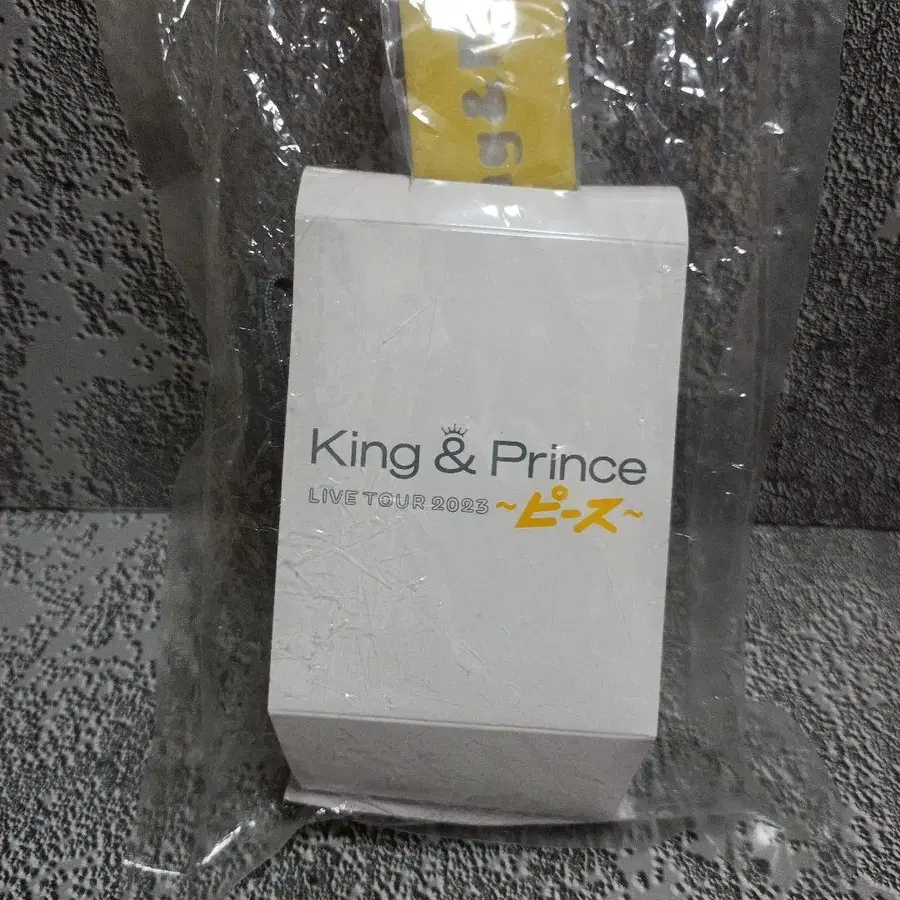 King & Prince
LIVE TOUR 2023 ~ピース~